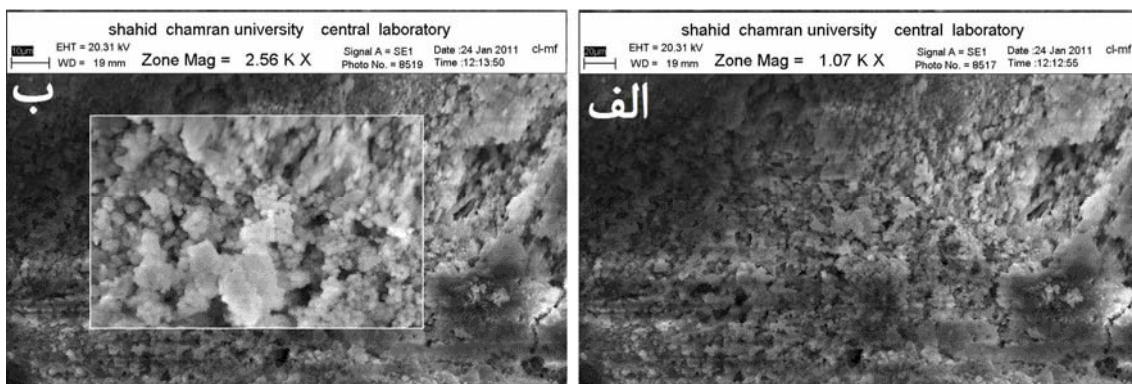 shahid chamran university central laboratory
10µm
EHT = 20.31 kV
WD = 19 mm
Zone Mag = 2.56 K X
Signal A = SE1
Photo No. = 8519
Date :24 Jan 2011
Time :12:13:50
cl-mf
ب
shahid chamran university central laboratory
20µm
EHT = 20.31 kV
WD = 19 mm
Zone Mag = 1.07 K X
Signal A = SE1
Photo No. = 8517
Date :24 Jan 2011
Time :12:12:55
cl-mf
الف